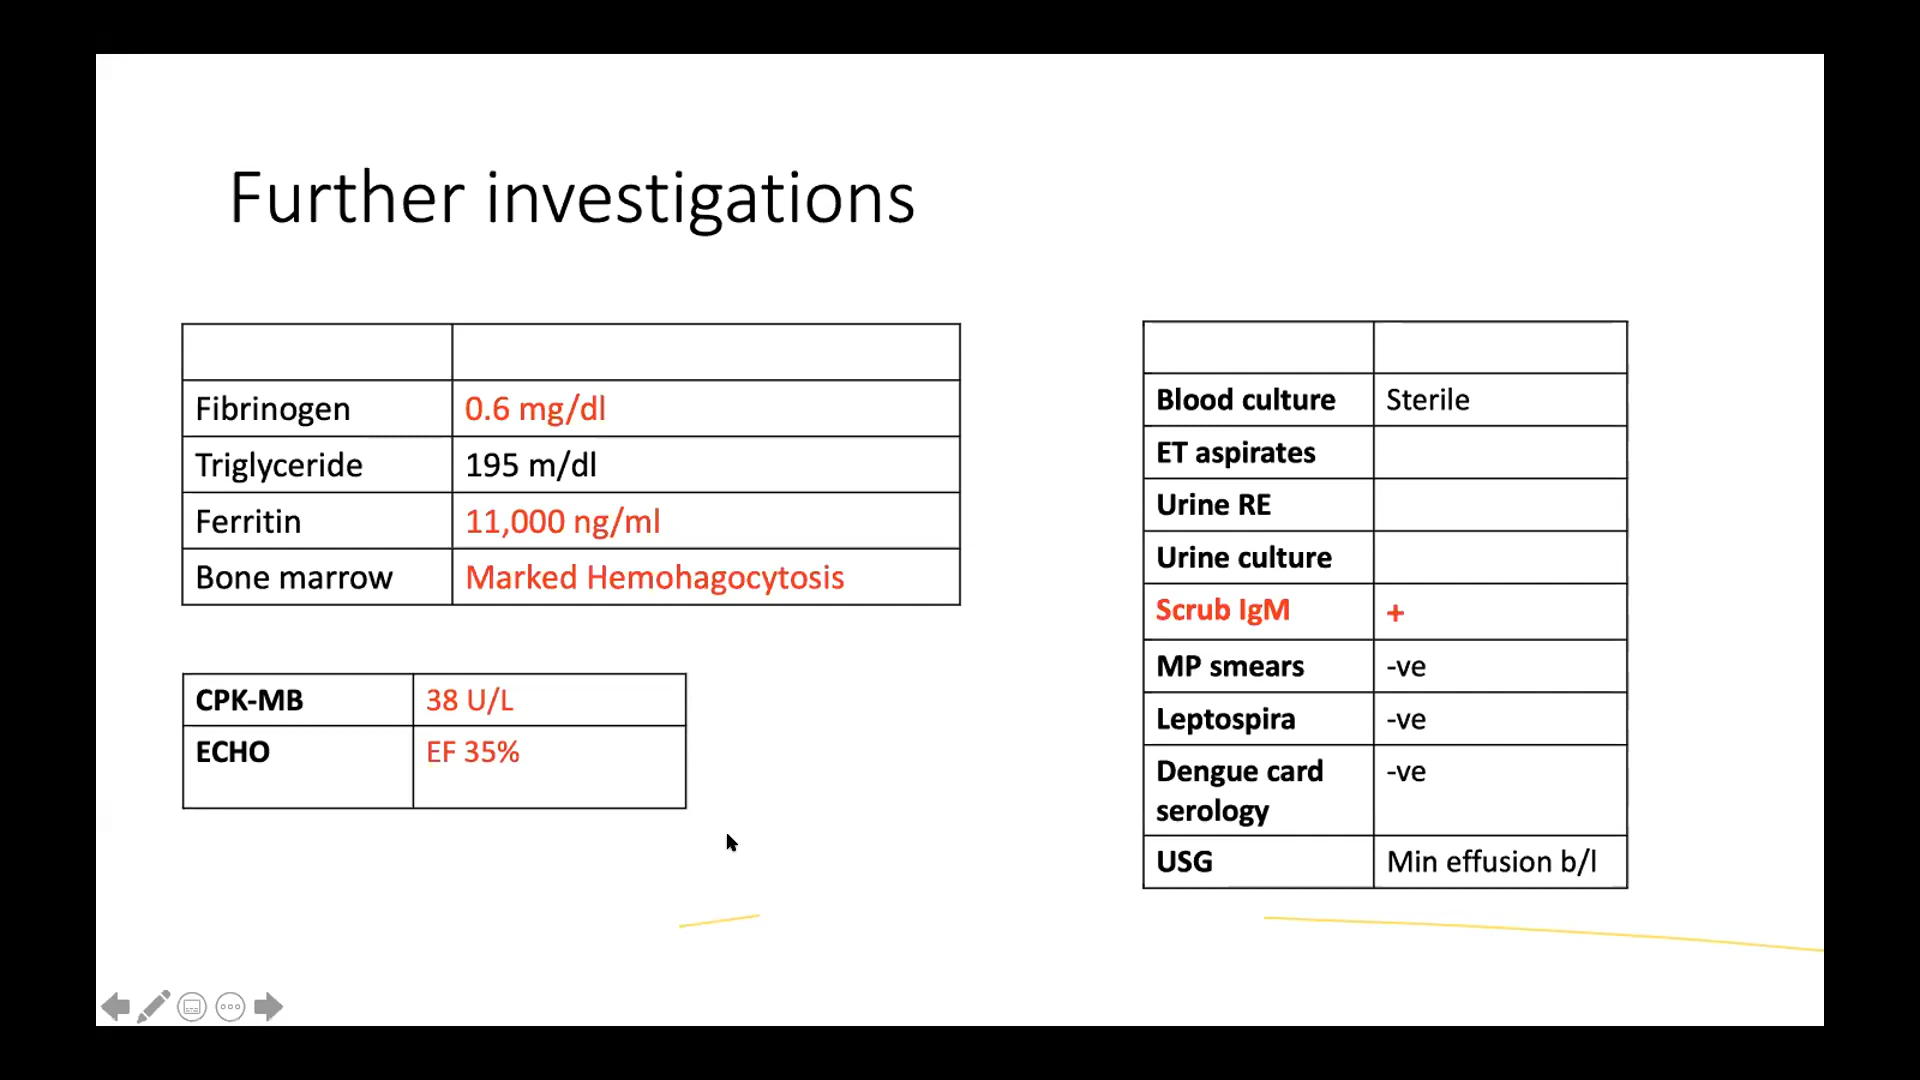 Further investigations
Fibrinogen 0.6 mg/dl
Triglyceride 195 m/dl
Ferritin 11,000 ng/ml
Bone marrow Marked Hemohagocytosis
CPK-MB 38 U/L
ECHO EF 35%
Blood culture Sterile
ET aspirates
Urine RE
Urine culture
Scrub IgM +
MP smears -ve
Leptospira -ve
Dengue card -ve
serology
USG Min effusion b/l